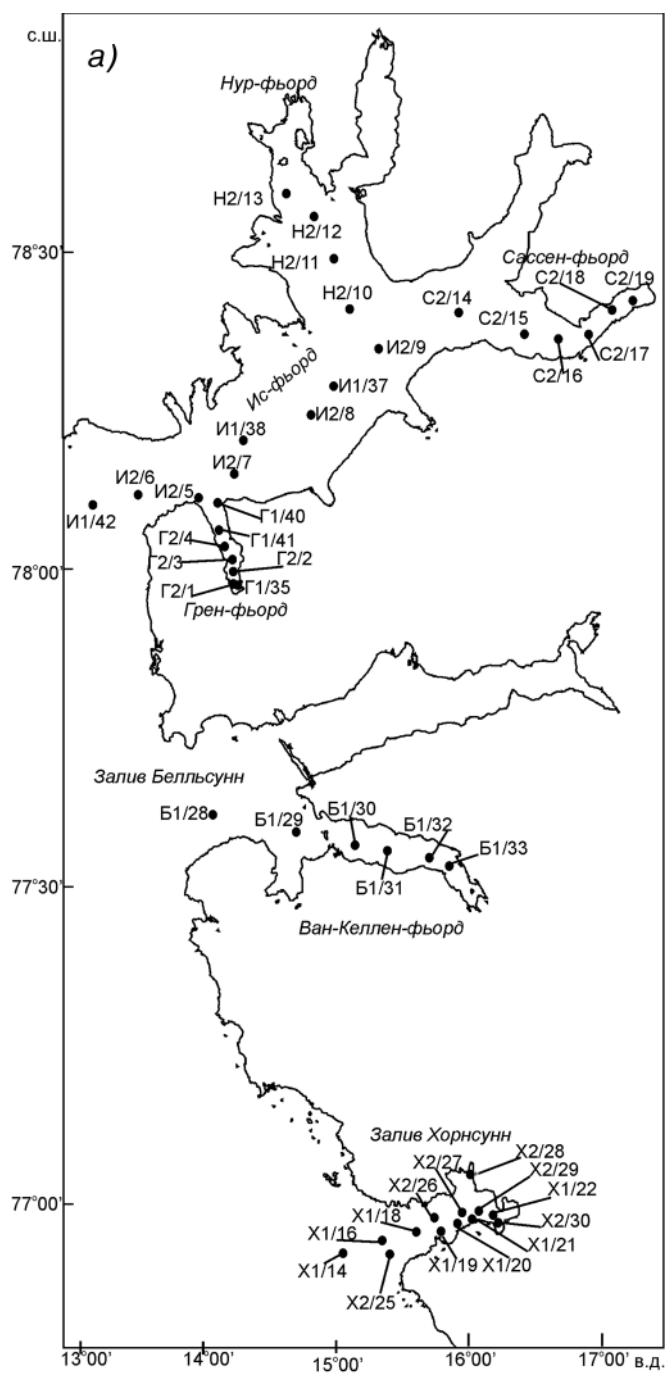 с.ш.
а)
Нур-фьорд
Н2/13
Н2/12
78°30'
Н2/11
Сассен-фьорд
С2/18
С2/19
Н2/10
С2/14
С2/15
С2/17
С2/16
И2/9
Ис-фьорд
И1/37
И2/8
И1/38
И2/7
И2/6
И2/5
И1/42
Г1/40
Г2/4
Г1/41
Г2/3
Г2/2
78°00'
Г2/1
Г1/35
Грен-фьорд
Залив Белльсунн
Б1/28
Б1/29
Б1/30
Б1/32
Б1/33
Б1/31
77°30'
Ван-Келлен-фьорд
Залив Хорнсунн
Х2/28
Х2/27
Х2/29
Х2/26
Х1/22
77°00'
Х1/18
Х2/30
Х1/16
Х1/21
Х1/14
Х1/19
Х1/20
Х2/25
13°00'
14°00'
15°00'
16°00'
17°00'
в.д.